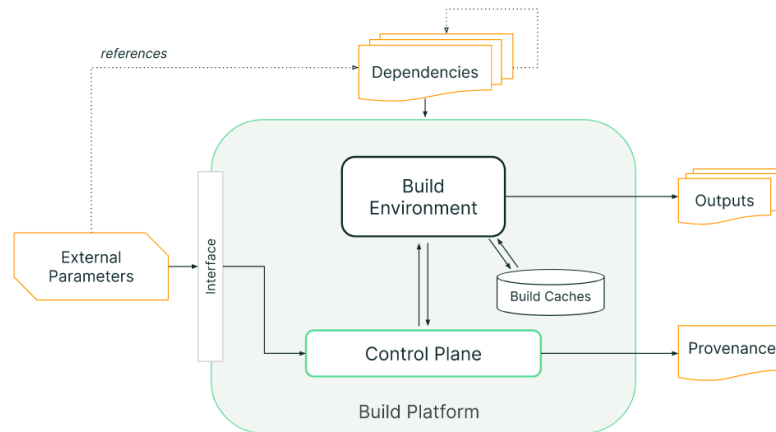 references
Dependencies
Build
Environment
Outputs
External
Parameters
Interface
Build Caches
Control Plane
Provenance
Build Platform